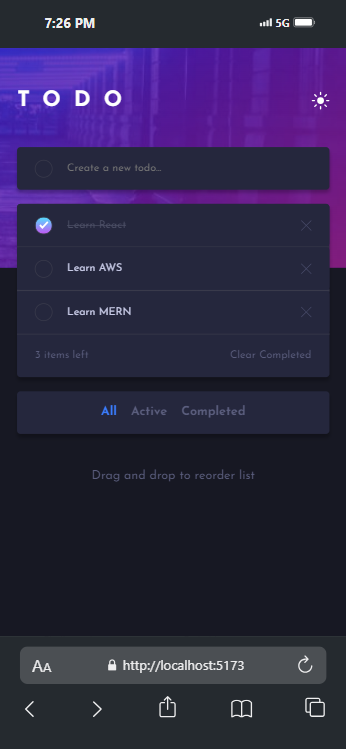 7:26 PM 5G
TODO
Create a new todo...
Learn React
Learn AWS
Learn MERN
3 items left Clear Completed
All Active Completed
Drag and drop to reorder list
AA http://localhost:5173